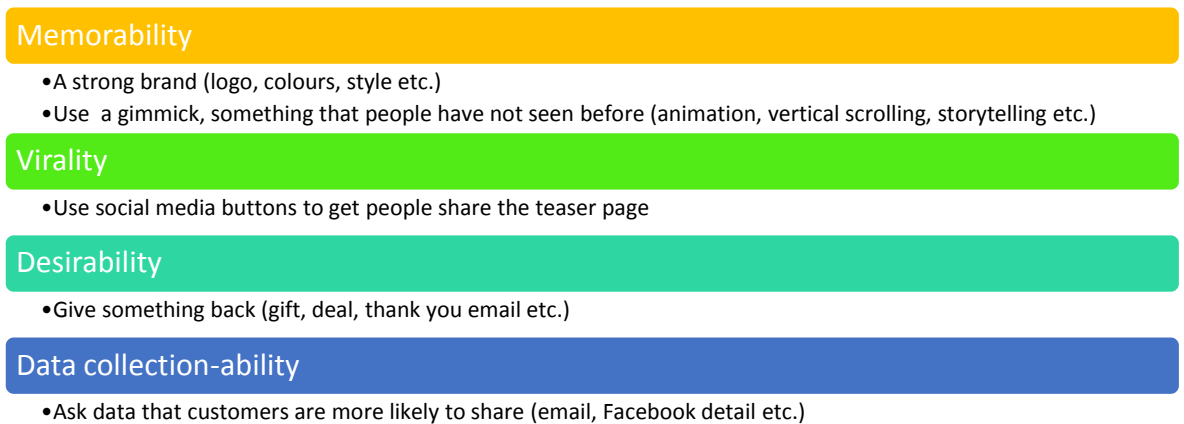 Memorability
•A strong brand (logo, colours, style etc.)
•Use  a gimmick, something that people have not seen before (animation, vertical scrolling, storytelling etc.)
Virality
•Use social media buttons to get people share the teaser page
Desirability
•Give something back (gift, deal, thank you email etc.)
Data collection-ability
•Ask data that customers are more likely to share (email, Facebook detail etc.)